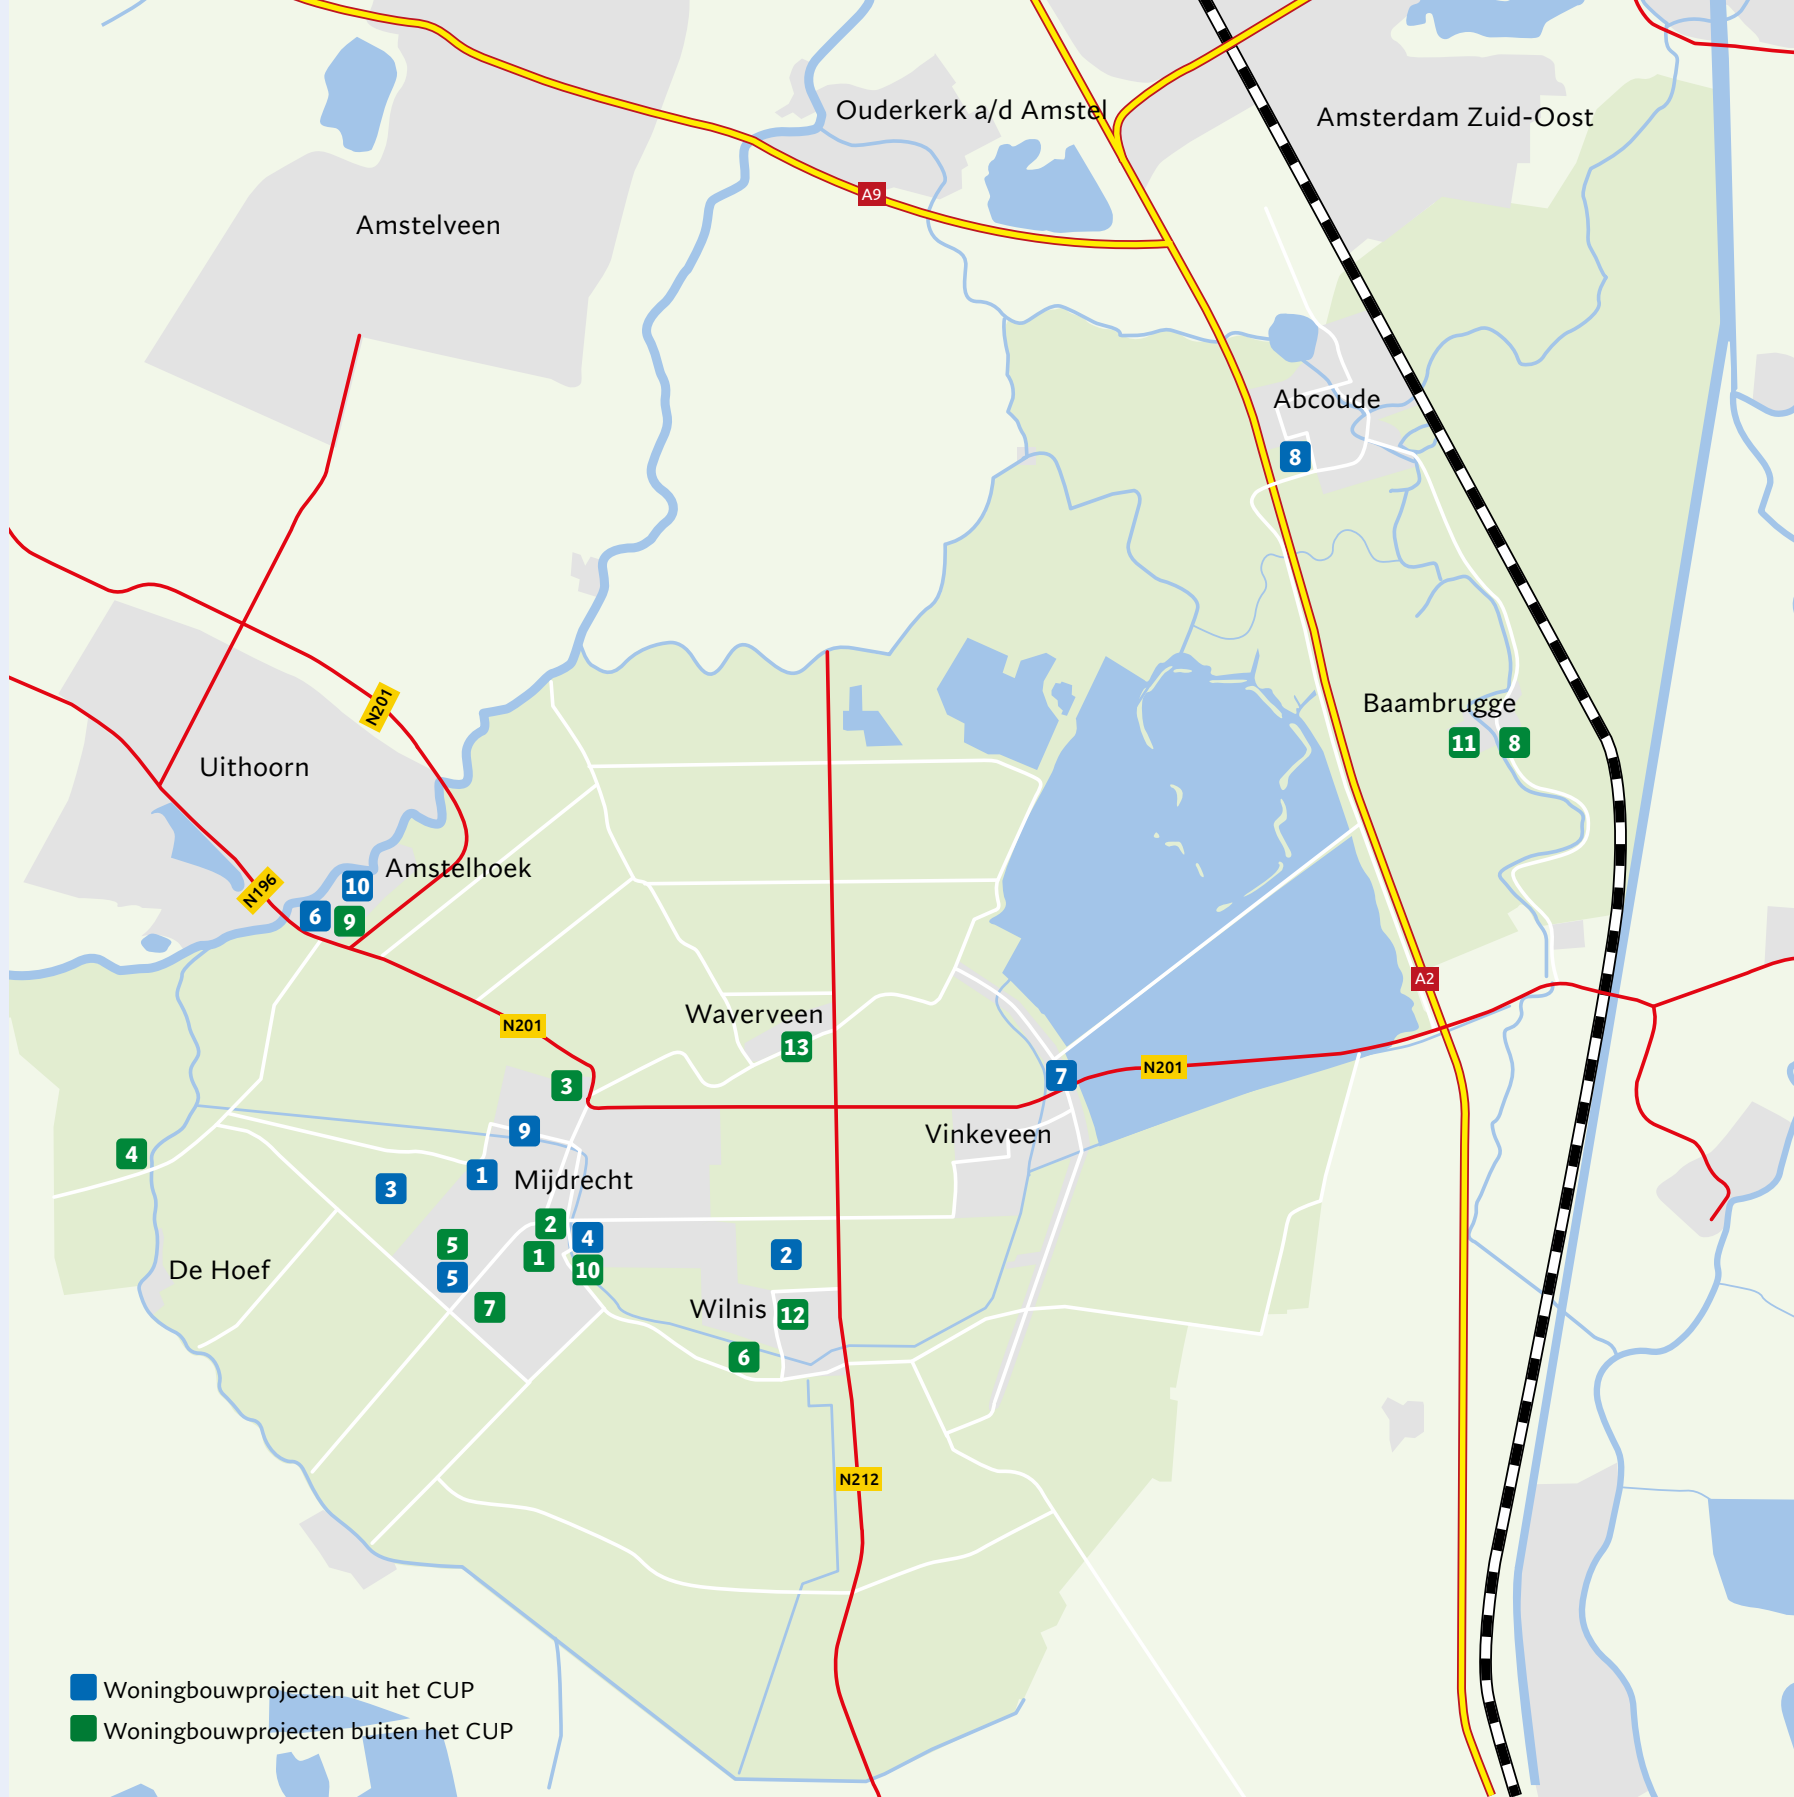 Ouderkerk a/d Amstel
Amsterdam Zuid-Oost
A9
Amstelveen
Abcoude
8
N201
Baambrugge
11
8
Uithoorn
Amstelhoek
10
N196
6
9
A2
Waverveen
N201
13
N201
7
3
9
Vinkeveen
4
1
Mijdrecht
3
2
4
5
1
2
De Hoef
10
5
7
Wilnis
12
6
N212
Woningbouwprojecten uit het CUP
Woningbouwprojecten buiten het CUP